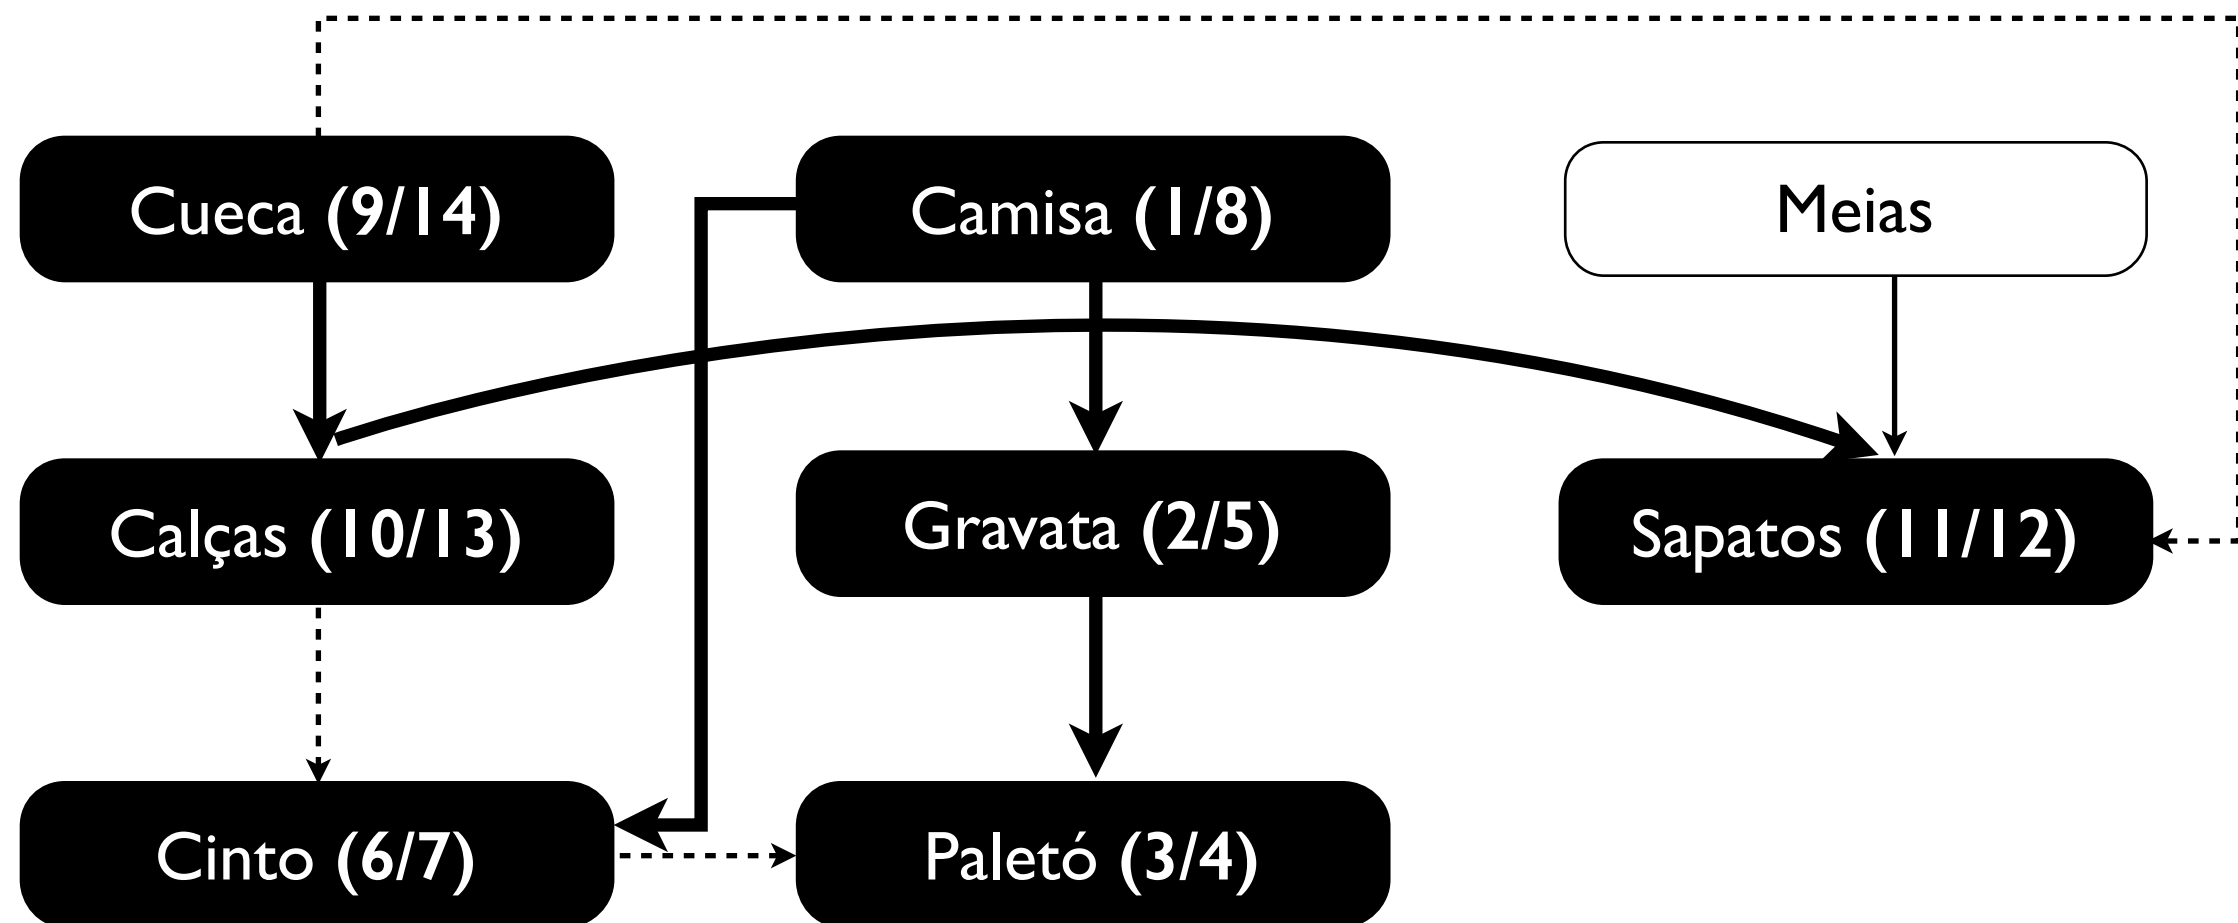 Cueca (9/14)
Camisa (1/8)
Meias
Calças (10/13)
Gravata (2/5)
Sapatos (11/12)
Cinto (6/7)
Paletó (3/4)